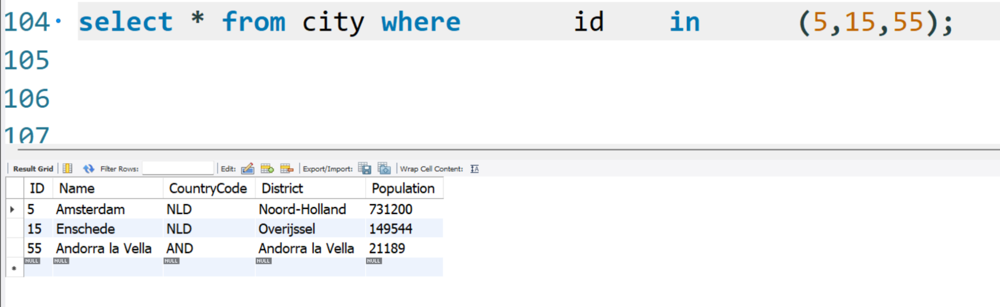 104 select * from city where id in (5,15,55);
105
106
107
Result Grid Filter Rows: Edit: Export/Import: Wrap Cell Content:
ID Name CountryCode District Population
5 Amsterdam NLD Noord-Holland 731200
15 Enschede NLD Overijssel 149544
55 Andorra la Vella AND Andorra la Vella 21189
NULL NULL NULL NULL NULL